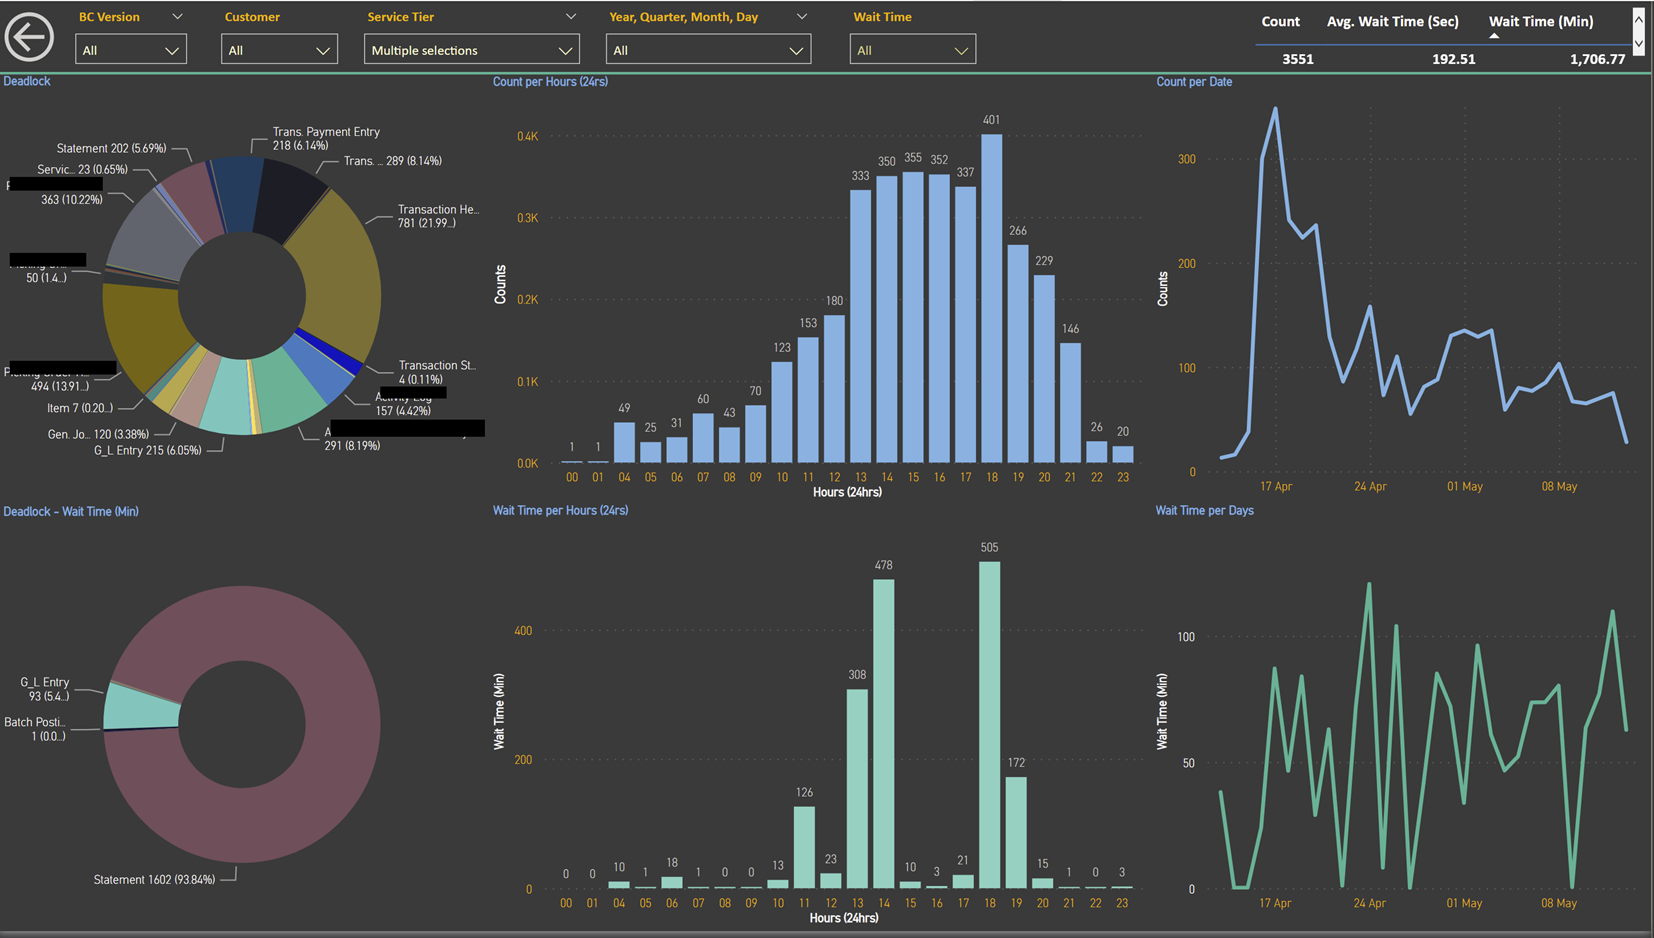 BC Version
Customer
Service Tier
Year, Quarter, Month, Day
Wait Time
All
All
Multiple selections
All
All
Count Avg. Wait Time (Sec) Wait Time (Min)
3551 192.51 1,706.77
Deadlock
Trans. Payment Entry
218 (6.14%)
Trans. ... 289 (8.14%)
Transaction He...
781 (21.99...)
Transaction St...
4 (0.11%)
Activity Log
157 (4.42%)
A
291 (8.19%)
G_L Entry 215 (6.05%)
Gen. Jo... 120 (3.38%)
Item 7 (0.20...)
494 (13.91...)
50 (1.4...)
363 (10.22%)
Servic... 23 (0.65%)
Statement 202 (5.69%)
Count per Hours (24rs)
Counts
0.4K
0.3K
0.2K
0.1K
0.0K
1 1 49 25 31 60 43 70 123 153 180 333 350 355 352 337 401 266 229 146 26 20
00 01 04 05 06 07 08 09 10 11 12 13 14 15 16 17 18 19 20 21 22 23
Hours (24hrs)
Count per Date
Counts
300
200
100
0
17 Apr 24 Apr 01 May 08 May
Deadlock - Wait Time (Min)
G_L Entry
93 (5.4...)
Batch Posti...
1 (0.0...)
Statement 1602 (93.84%)
Wait Time per Hours (24rs)
Wait Time (Min)
400
200
0
0 0 10 1 18 1 0 0 13 126 23 308 478 10 3 21 505 172 15 1 0 3
00 01 04 05 06 07 08 09 10 11 12 13 14 15 16 17 18 19 20 21 22 23
Hours (24hrs)
Wait Time per Days
Wait Time (Min)
100
50
0
17 Apr 24 Apr 01 May 08 May